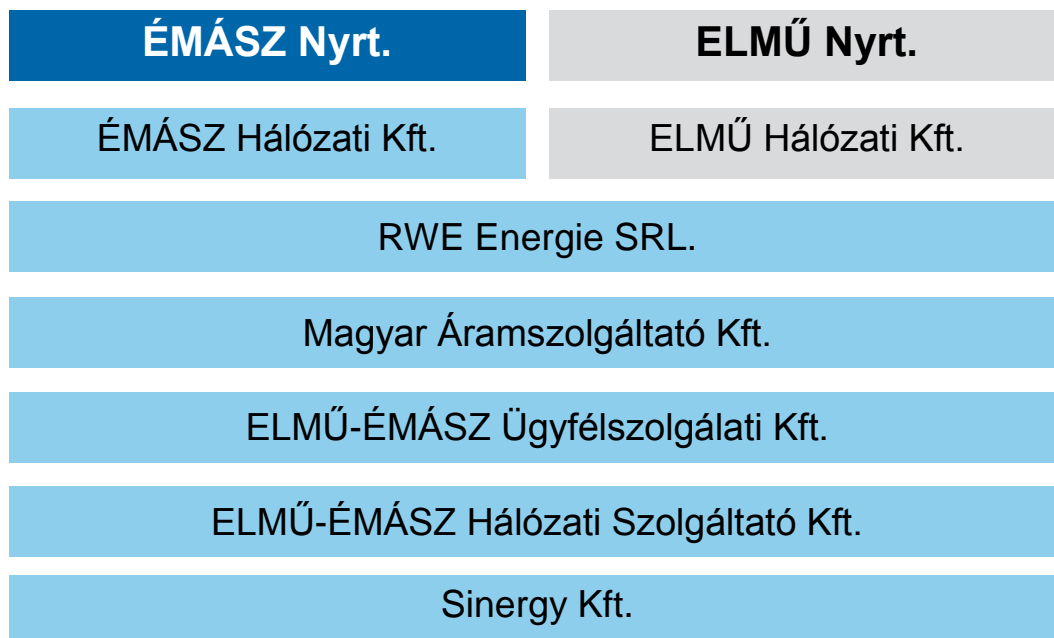 ÉMÁSZ Nyrt.
ELMŰ Nyrt.
ÉMÁSZ Hálózati Kft.
ELMŰ Hálózati Kft.
RWE Energie SRL.
Magyar Áramszolgáltató Kft.
ELMŰ-ÉMÁSZ Ügyfélszolgálati Kft.
ELMŰ-ÉMÁSZ Hálózati Szolgáltató Kft.
Sinergy Kft.